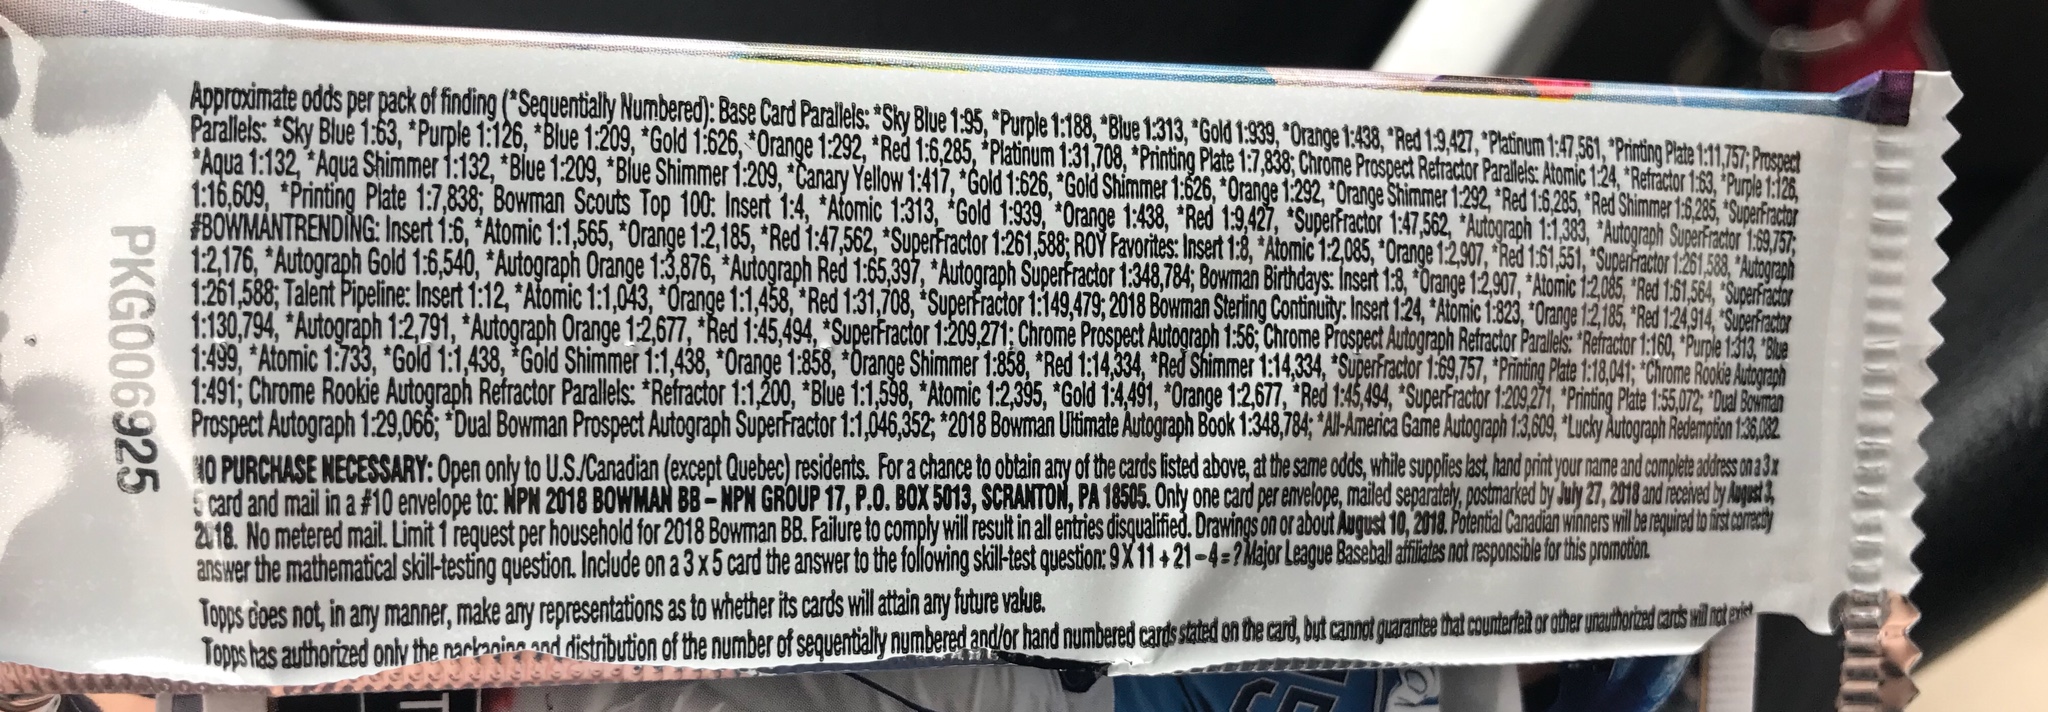 Approximate odds per pack of finding (*Sequentially Numbered): Base Card Parallels: *Sky Blue 1:95, *Purple 1:188, *Blue 1:313, *Gold 1:939, *Orange 1:438, *Red 1:9,427, *Platinum 1:47,561, *Printing Plate 1:11,757; Prospect
Parallels: *Sky Blue 1:63, *Purple 1:126, *Blue 1:209, *Gold 1:626, *Orange 1:292, *Red 1:6,285, *Platinum 1:31,708, *Printing Plate 1:7,838; Chrome Prospect Refractor Parallels: Atomic 1:24, *Refractor 1:63, *Purple 1:126,
*Aqua 1:132, *Aqua Shimmer 1:132, *Blue 1:209, *Blue Shimmer 1:209, *Canary Yellow 1:417, *Gold 1:626, *Gold Shimmer 1:626, *Orange 1:292, *Orange Shimmer 1:292, *Red 1:6,285, *Red Shimmer 1:6,285, *SuperFractor
1:16,609, *Printing Plate 1:7,838; Bowman Scouts Top 100: Insert 1:4, *Atomic 1:313, *Gold 1:939, *Orange 1:438, *Red 1:9,427, *SuperFractor 1:47,562, *Autograph 1:1,383, *Autograph SuperFractor 1:69,757;
#BOWMANTRENDING: Insert 1:6, *Atomic 1:1,565, *Orange 1:2,185, *Red 1:47,562, *SuperFractor 1:261,588; ROY Favorites: Insert 1:8, *Atomic 1:2,085, *Orange 1:2,907, *Red 1:61,551, *SuperFractor 1:261,588, *Autograph
1:2,176, *Autograph Gold 1:6,540, *Autograph Orange 1:3,876, *Autograph Red 1:65,397, *Autograph SuperFractor 1:348,784; Bowman Birthdays: Insert 1:8, *Orange 1:2,907, *Atomic 1:2,085, *Red 1:61,564, *SuperFractor
1:261,588; Talent Pipeline: Insert 1:12, *Atomic 1:1,043, *Orange 1:1,458, *Red 1:31,708, *SuperFractor 1:149,479; 2018 Bowman Sterling Continuity: Insert 1:24, *Atomic 1:823, *Orange 1:2,185, *Red 1:24,914, *SuperFractor
1:130,794, *Autograph 1:2,791, *Autograph Orange 1:2,677, *Red 1:45,494, *SuperFractor 1:209,271; Chrome Prospect Autograph 1:56; Chrome Prospect Autograph Refractor Parallels: *Refractor 1:160, *Purple 1:313, *Blue
1:499, *Atomic 1:733, *Gold 1:1,438, *Gold Shimmer 1:1,438, *Orange 1:858, *Orange Shimmer 1:858, *Red 1:14,334, *Red Shimmer 1:14,334, *SuperFractor 1:69,757, *Printing Plate 1:18,041; *Chrome Rookie Autograph
1:491; Chrome Rookie Autograph Refractor Parallels: *Refractor 1:1,200, *Blue 1:1,598, *Atomic 1:2,395, *Gold 1:4,491, *Orange 1:2,677, *Red 1:45,494, *SuperFractor 1:209,271, *Printing Plate 1:55,072; *Dual Bowman
Prospect Autograph 1:29,066; *Dual Bowman Prospect Autograph SuperFractor 1:1,046,352; *2018 Bowman Ultimate Autograph Book 1:348,784; *All-America Game Autograph 1:3,609, *Lucky Autograph Redemption 1:36,082.
NO PURCHASE NECESSARY: Open only to U.S./Canadian (except Quebec) residents. For a chance to obtain any of the cards listed above, at the same odds, while supplies last, hand print your name and complete address on a 3 x
5 card and mail in a #10 envelope to: NPN 2018 BOWMAN BB – NPN GROUP 17, P.O. BOX 5013, SCRANTON, PA 18505. Only one card per envelope, mailed separately, postmarked by July 27, 2018 and received by August 3,
2018. No metered mail. Limit 1 request per household for 2018 Bowman BB. Failure to comply will result in all entries disqualified. Drawings on or about August 10, 2018. Potential Canadian winners will be required to first correctly
answer the mathematical skill-testing question. Include on a 3 x 5 card the answer to the following skill-test question: 9 X 11 + 21 – 4 = ? Major League Baseball affiliates not responsible for this promotion.
Topps does not, in any manner, make any representations as to whether its cards will attain any future value.
Topps has authorized only the packaging and distribution of the number of sequentially numbered and/or hand numbered cards stated on the card, but cannot guarantee that counterfeit or other unauthorized cards will not exist.
PKG006925